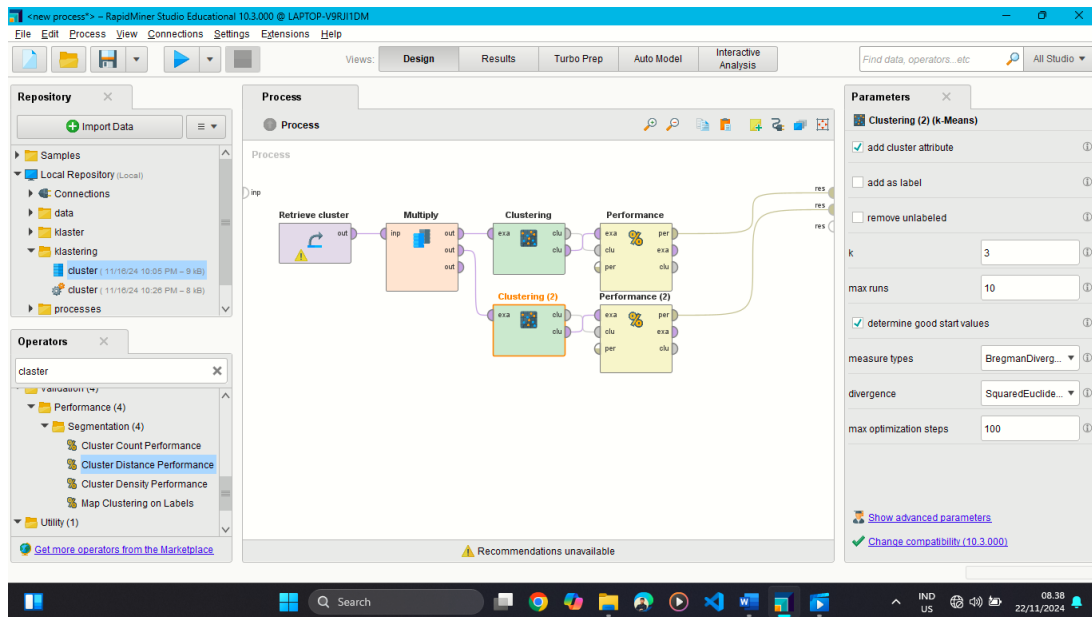 <new process*> – RapidMiner Studio Educational 10.3.000 @ LAPTOP-V9RJI1DM
File Edit Process View Connections Settings Extensions Help
Views: Design Results Turbo Prep Auto Model Interactive Analysis
Find data, operators...etc
All Studio
Repository
Import Data
Samples
Local Repository (Local)
Connections
data
klaster
klastering
cluster ( 11/16/24 10:05 PM – 9 kB)
cluster ( 11/16/24 10:26 PM – 8 kB)
processes
Operators
cluster
Validation (4)
Performance (4)
Segmentation (4)
Cluster Count Performance
Cluster Distance Performance
Cluster Density Performance
Map Clustering on Labels
Utility (1)
Get more operators from the Marketplace
Process
Process
Process
inp
Retrieve cluster
out
Multiply
inp out
out
out
Clustering
exa clu
clu
Performance
exa per
clu exa
per clu
Clustering (2)
exa clu
clu
Performance (2)
exa per
clu exa
per clu
res
res
res
Recommendations unavailable
Parameters
Clustering (2) (k-Means)
add cluster attribute
add as label
remove unlabeled
k 3
max runs 10
determine good start values
measure types BregmanDiverg...
divergence SquaredEuclide...
max optimization steps 100
Show advanced parameters
Change compatibility (10.3.000)
Search
IND
US
08.38
22/11/2024